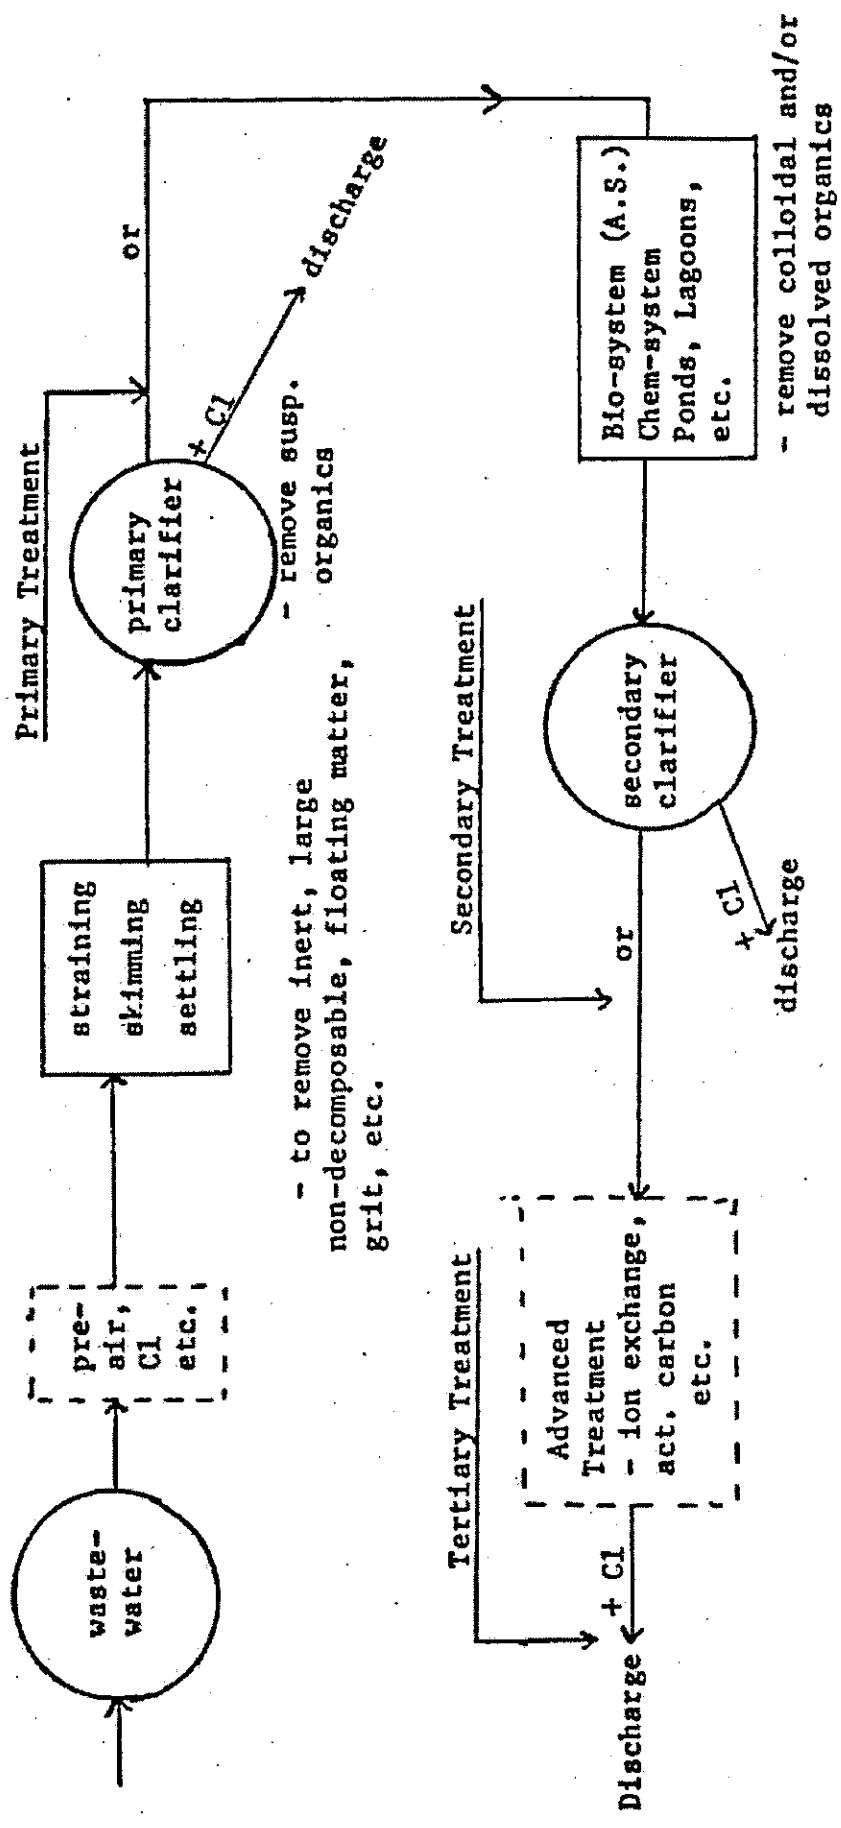 waste-
water
pre-
air,
Cl
etc.
straining
skimming
settling
- to remove inert, large
non-decomposable, floating matter,
grit, etc.
Primary Treatment
primary
clarifier
- remove susp.
organics
+ Cl
discharge
or
Bio-system (A.S.)
Chem-system
Ponds, Lagoons,
etc.
- remove colloidal and/or
dissolved organics
Secondary Treatment
secondary
clarifier
+ Cl
discharge
or
Tertiary Treatment
Advanced
Treatment
- ion exchange,
act. carbon
etc.
+ Cl
Discharge